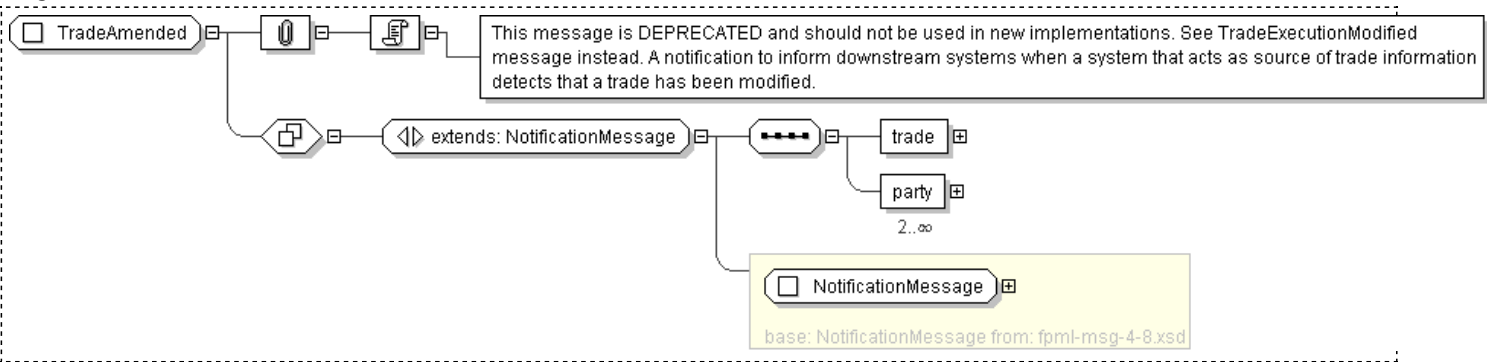 TradeAmended
This message is DEPRECATED and should not be used in new implementations. See TradeExecutionModified
message instead. A notification to inform downstream systems when a system that acts as source of trade information
detects that a trade has been modified.
extends: NotificationMessage
trade
party
2..∞
NotificationMessage
base: NotificationMessage from: fpml-msg-4-8.xsd